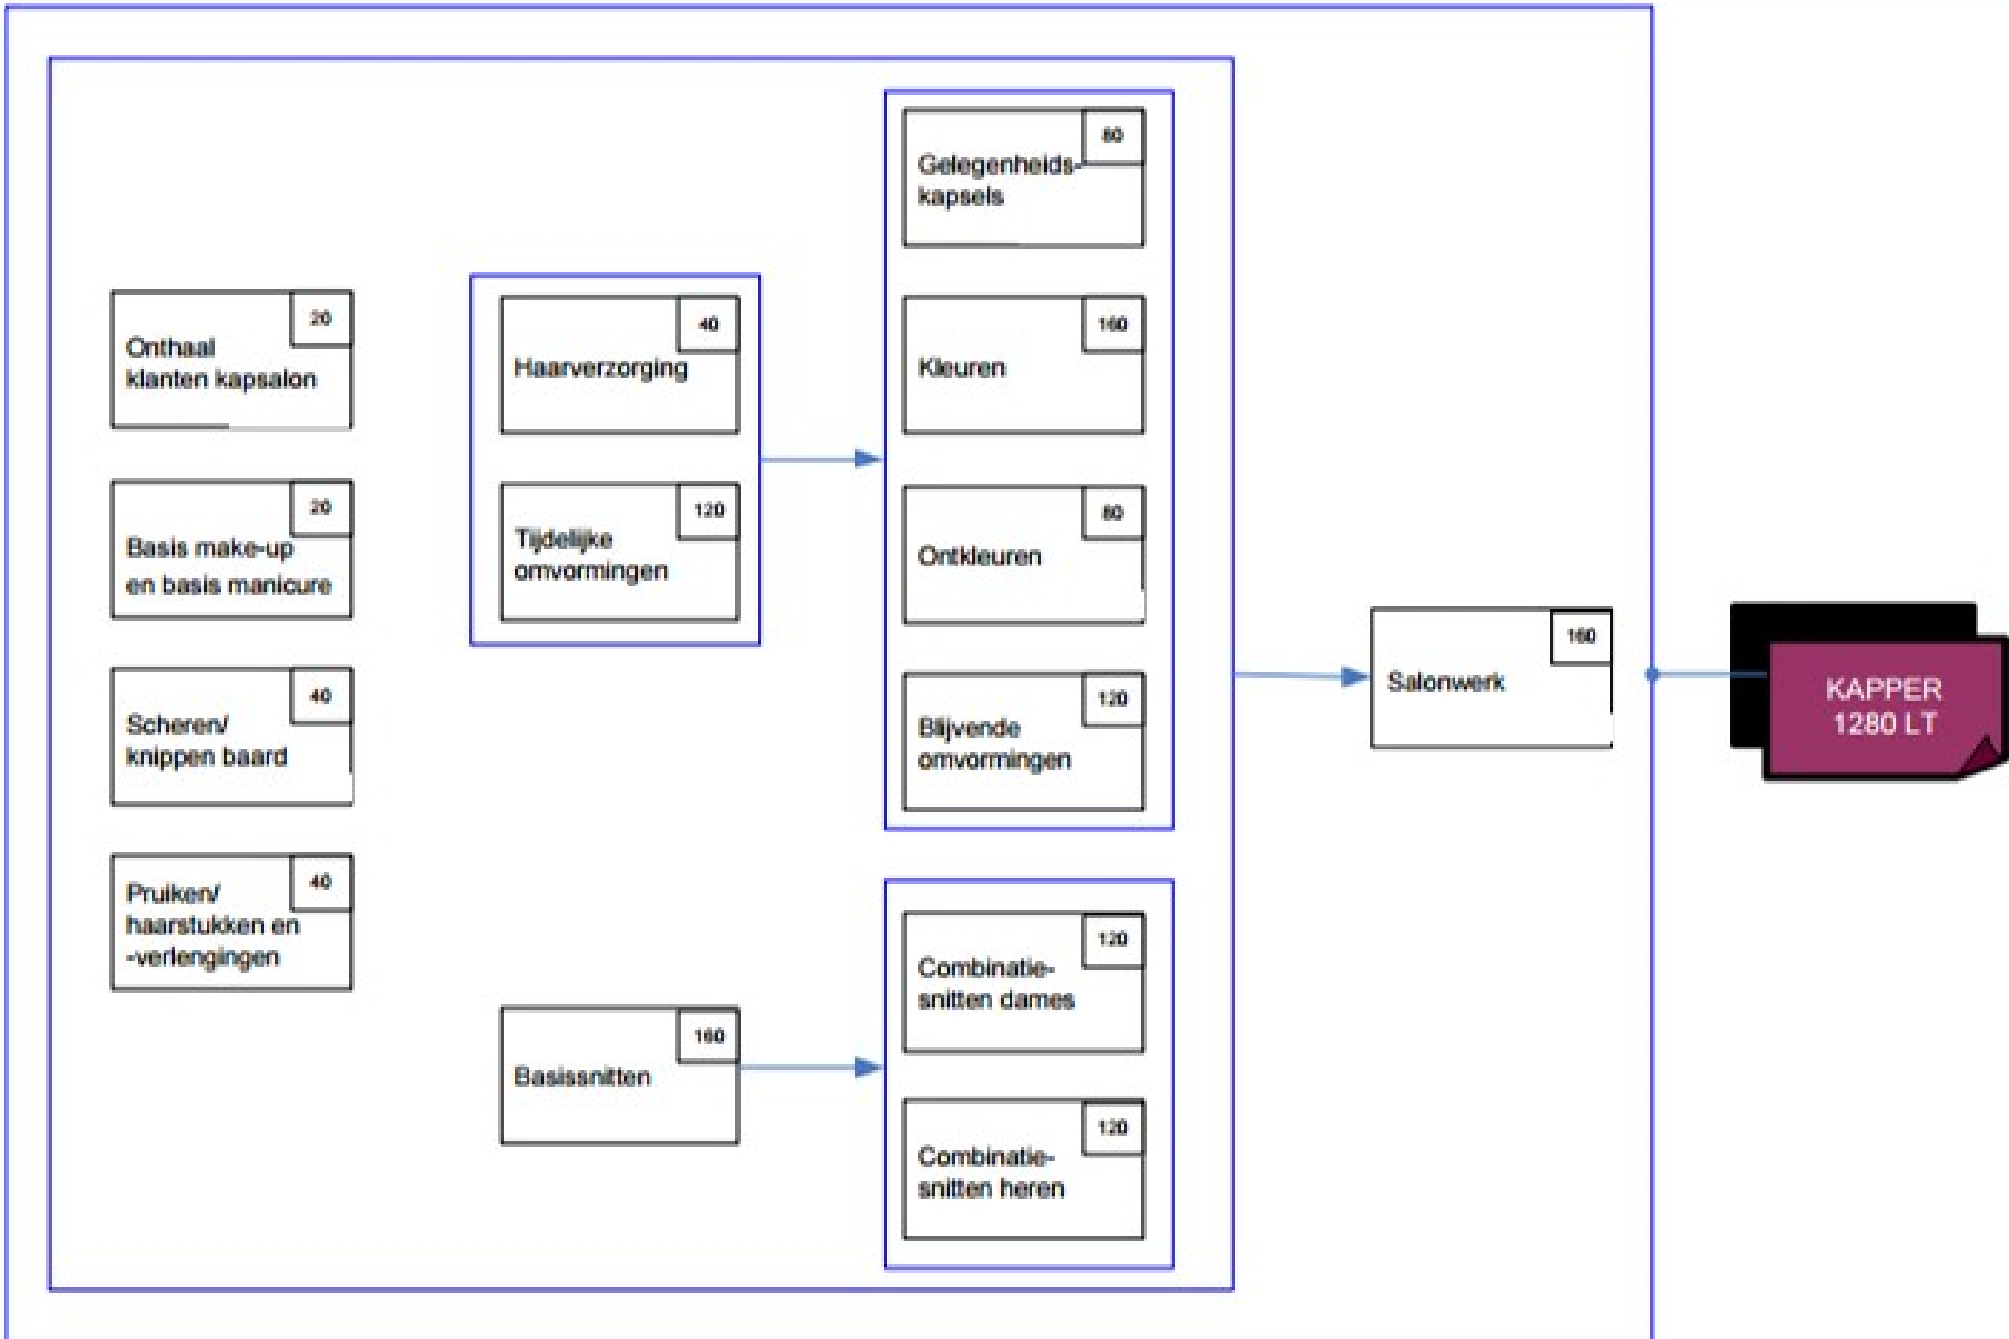 20
Onthaal
klanten kapsalon
20
Basis make-up
en basis manicure
40
Scheren/
knippen baard
40
Pruiken/
haarstukken en
-verlengingen
40
Haarverzorging
120
Tijdelijke
omvormingen
160
Basissnitten
80
Gelegenheids-
kapsels
160
Kleuren
80
Ontkleuren
120
Blijvende
omvormingen
120
Combinatie-
snitten dames
120
Combinatie-
snitten heren
160
Salonwerk
KAPPER
1280 LT